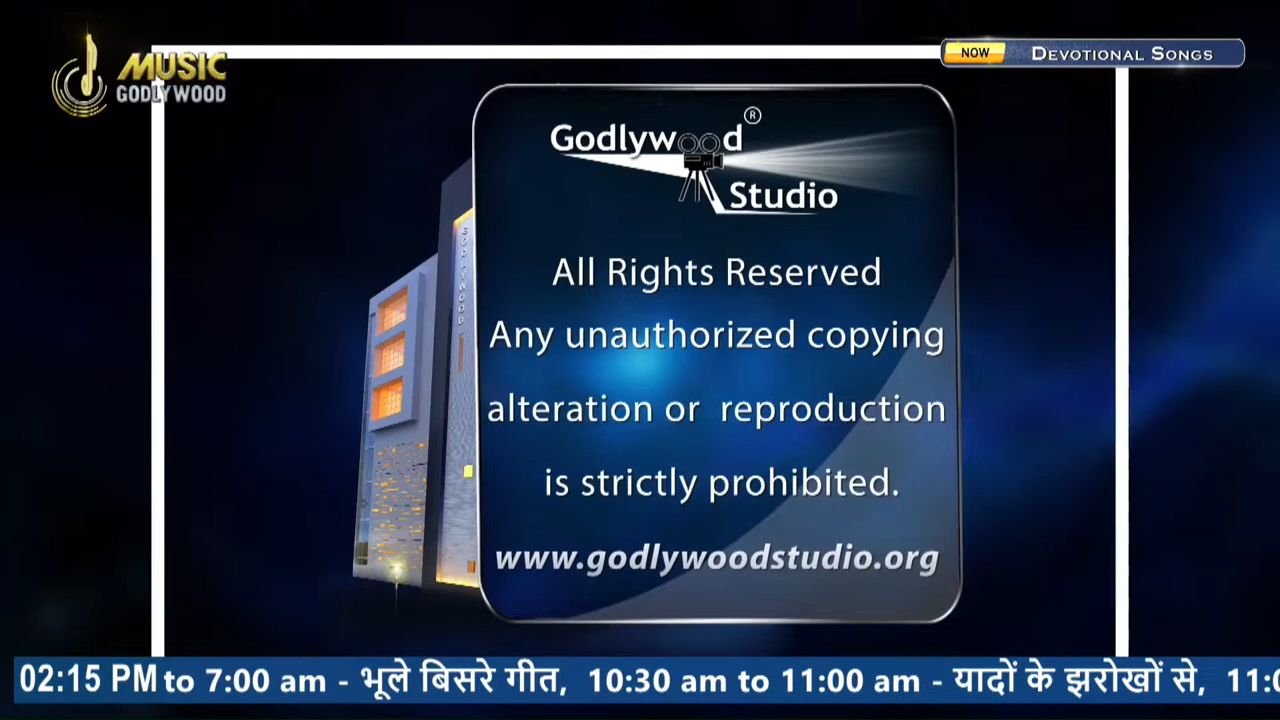 MUSIC
GODLYWOOD
NOW DEVOTIONAL SONGS
Godlywood®
Studio
GODLYWOOD
All Rights Reserved
Any unauthorized copying
alteration or reproduction
is strictly prohibited.
www.godlywoodstudio.org
02:15 PM to 7:00 am - भूले बिसरे गीत, 10:30 am to 11:00 am - यादों के झरोखों से,